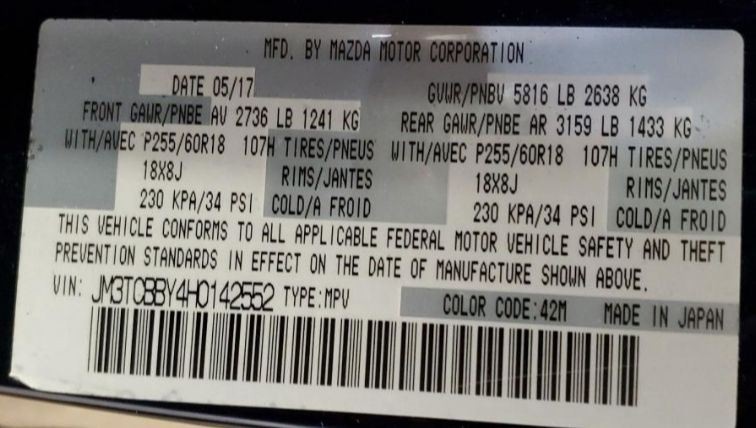 MFD. BY MAZDA MOTOR CORPORATION
DATE 05/17 GVWR/PNBV 5816 LB 2638 KG
FRONT GAWR/PNBE AV 2736 LB 1241 KG REAR GAWR/PNBE AR 3159 LB 1433 KG
WITH/AVEC P255/60R18 107H TIRES/PNEUS WITH/AVEC P255/60R18 107H TIRES/PNEUS
18X8J RIMS/JANTES 18X8J RIMS/JANTES
230 KPA/34 PSI COLD/A FROID 230 KPA/34 PSI COLD/A FROID
THIS VEHICLE CONFORMS TO ALL APPLICABLE FEDERAL MOTOR VEHICLE SAFETY AND THEFT
PREVENTION STANDARDS IN EFFECT ON THE DATE OF MANUFACTURE SHOWN ABOVE.
VIN: JM3TCBBY4H0142552 TYPE:MPV COLOR CODE:42M MADE IN JAPAN